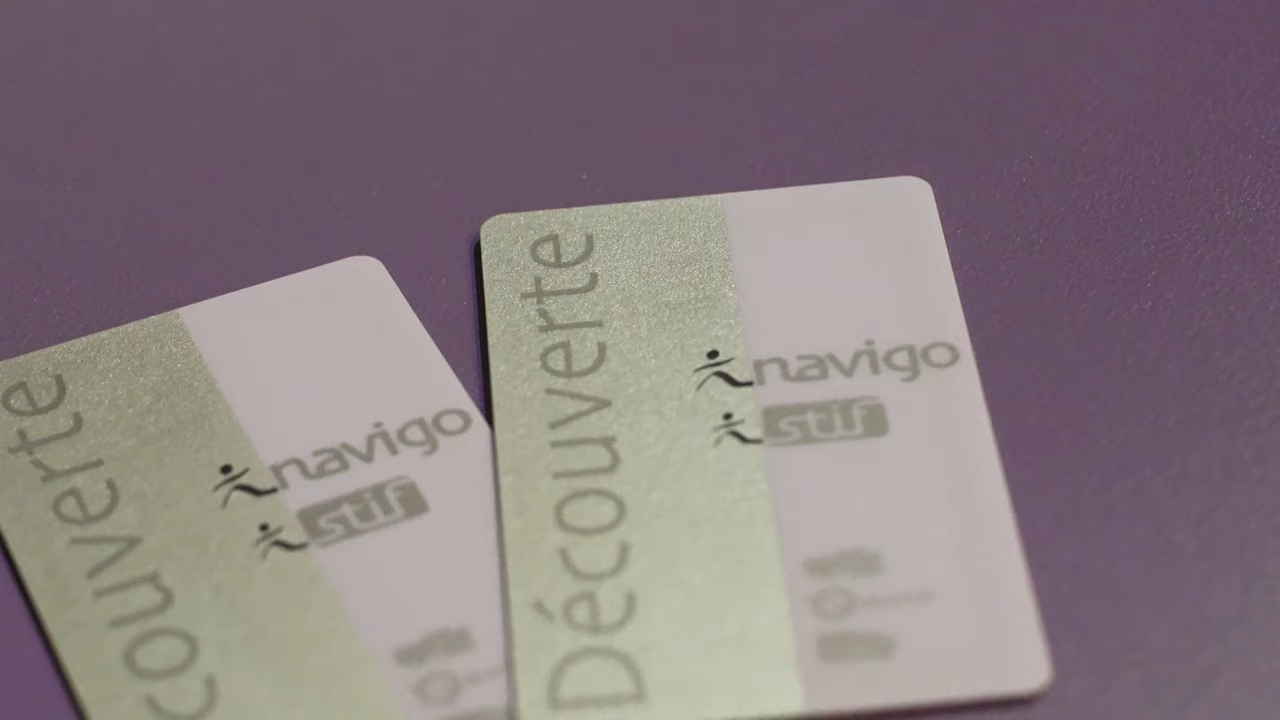 couverte
navigo
stif
Découverte
navigo
stif